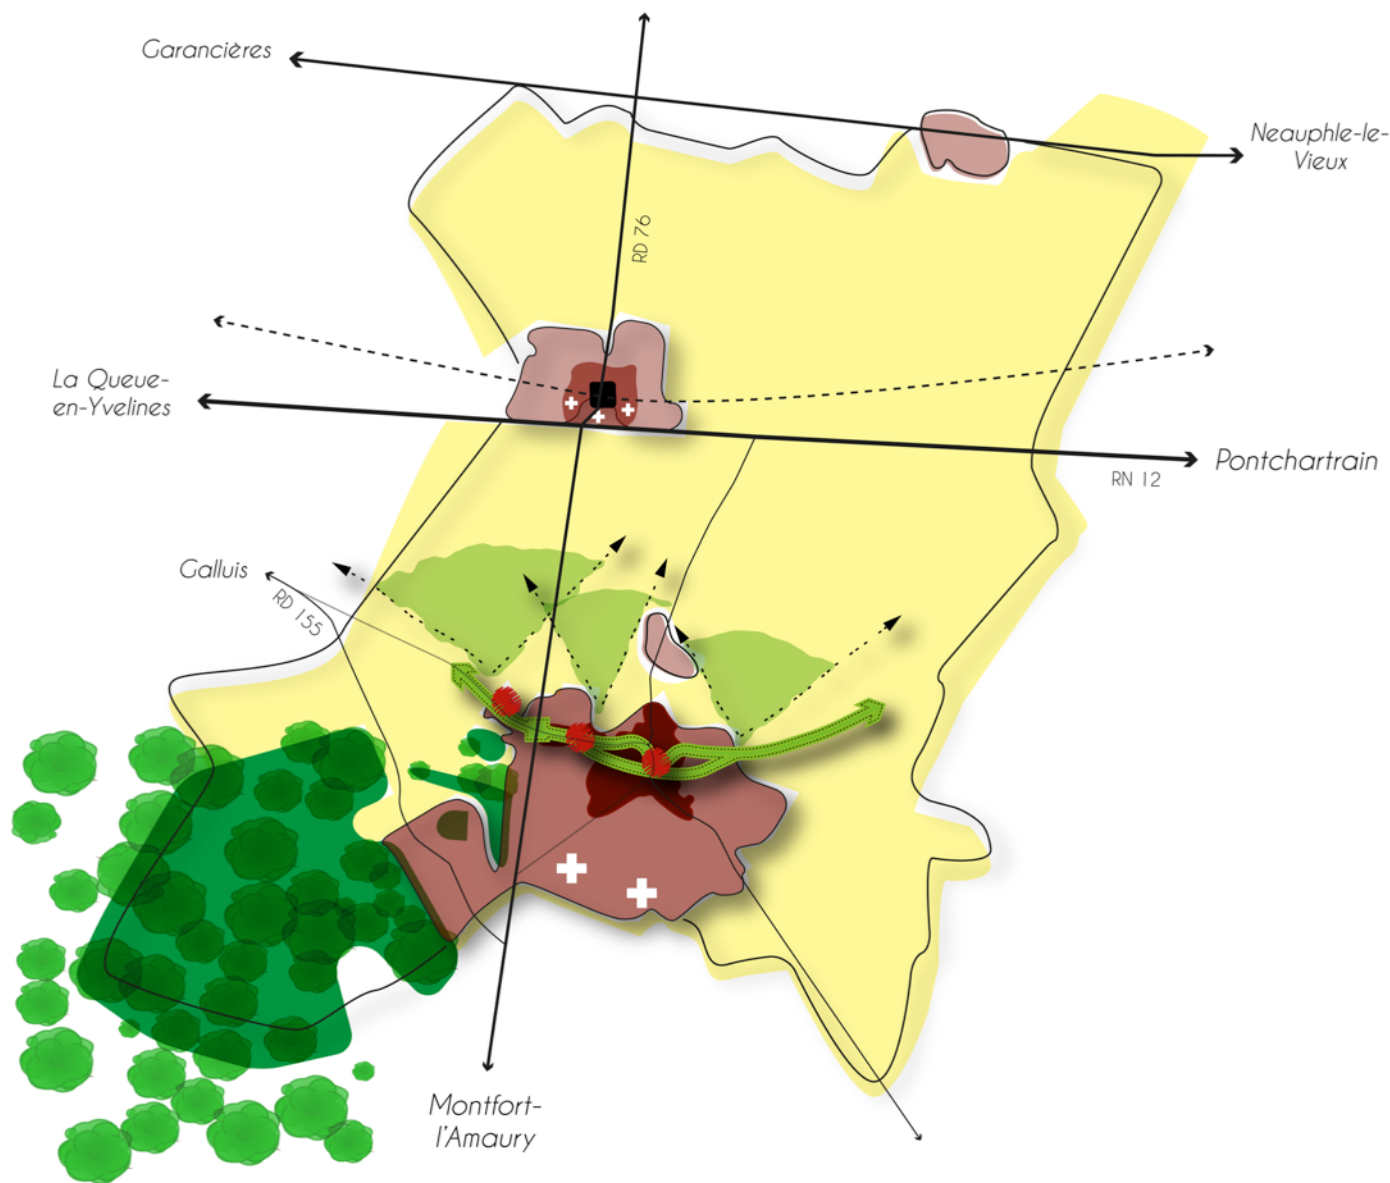 Garancières
Neauphle-le-
Vieux
RD 76
La Queue-
en-Yvelines
Pontchartrain
RN 12
Galluis
RD 155
Montfort-
l'Amaury